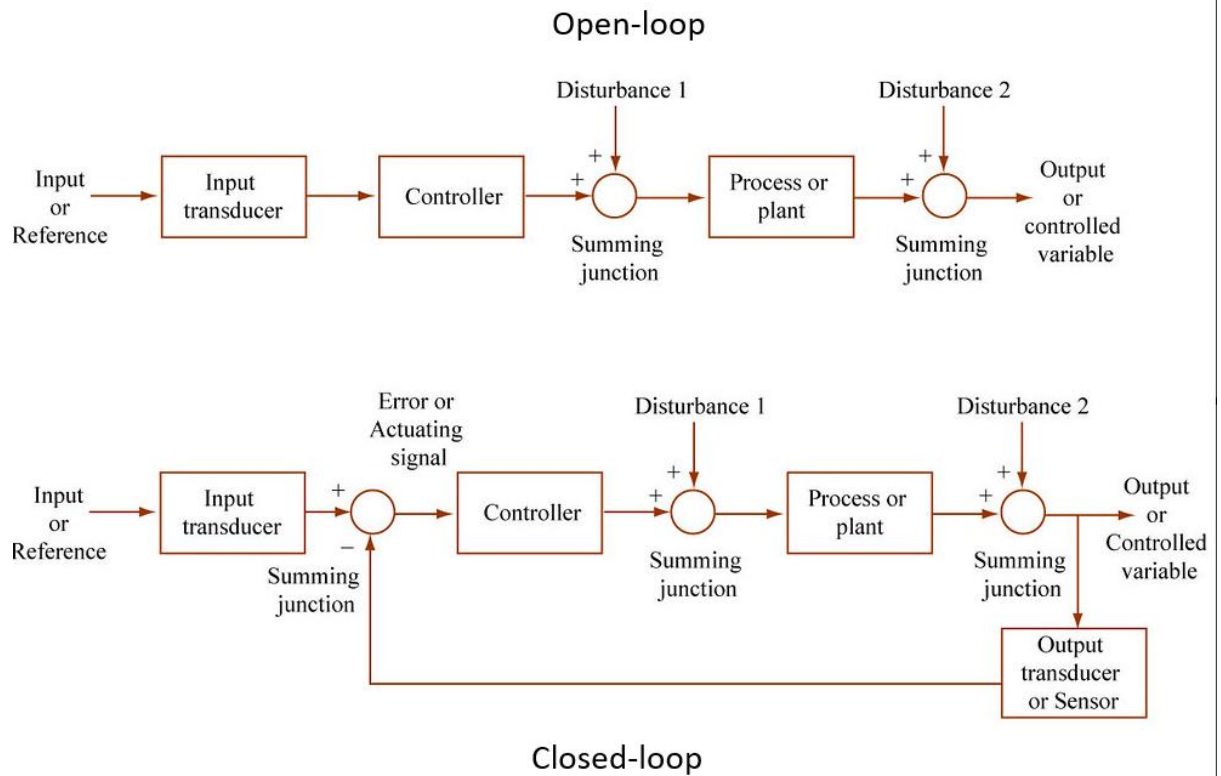 Open-loop
Disturbance 1
Disturbance 2
Input
or
Reference
Input
transducer
Controller
+
+
Summing
junction
Process or
plant
+
+
Summing
junction
Output
or
controlled
variable
Error or
Actuating
signal
Disturbance 1
Disturbance 2
Input
or
Reference
Input
transducer
+
−
Summing
junction
Controller
+
+
Summing
junction
Process or
plant
+
+
Summing
junction
Output
or
Controlled
variable
Output
transducer
or Sensor
Closed-loop